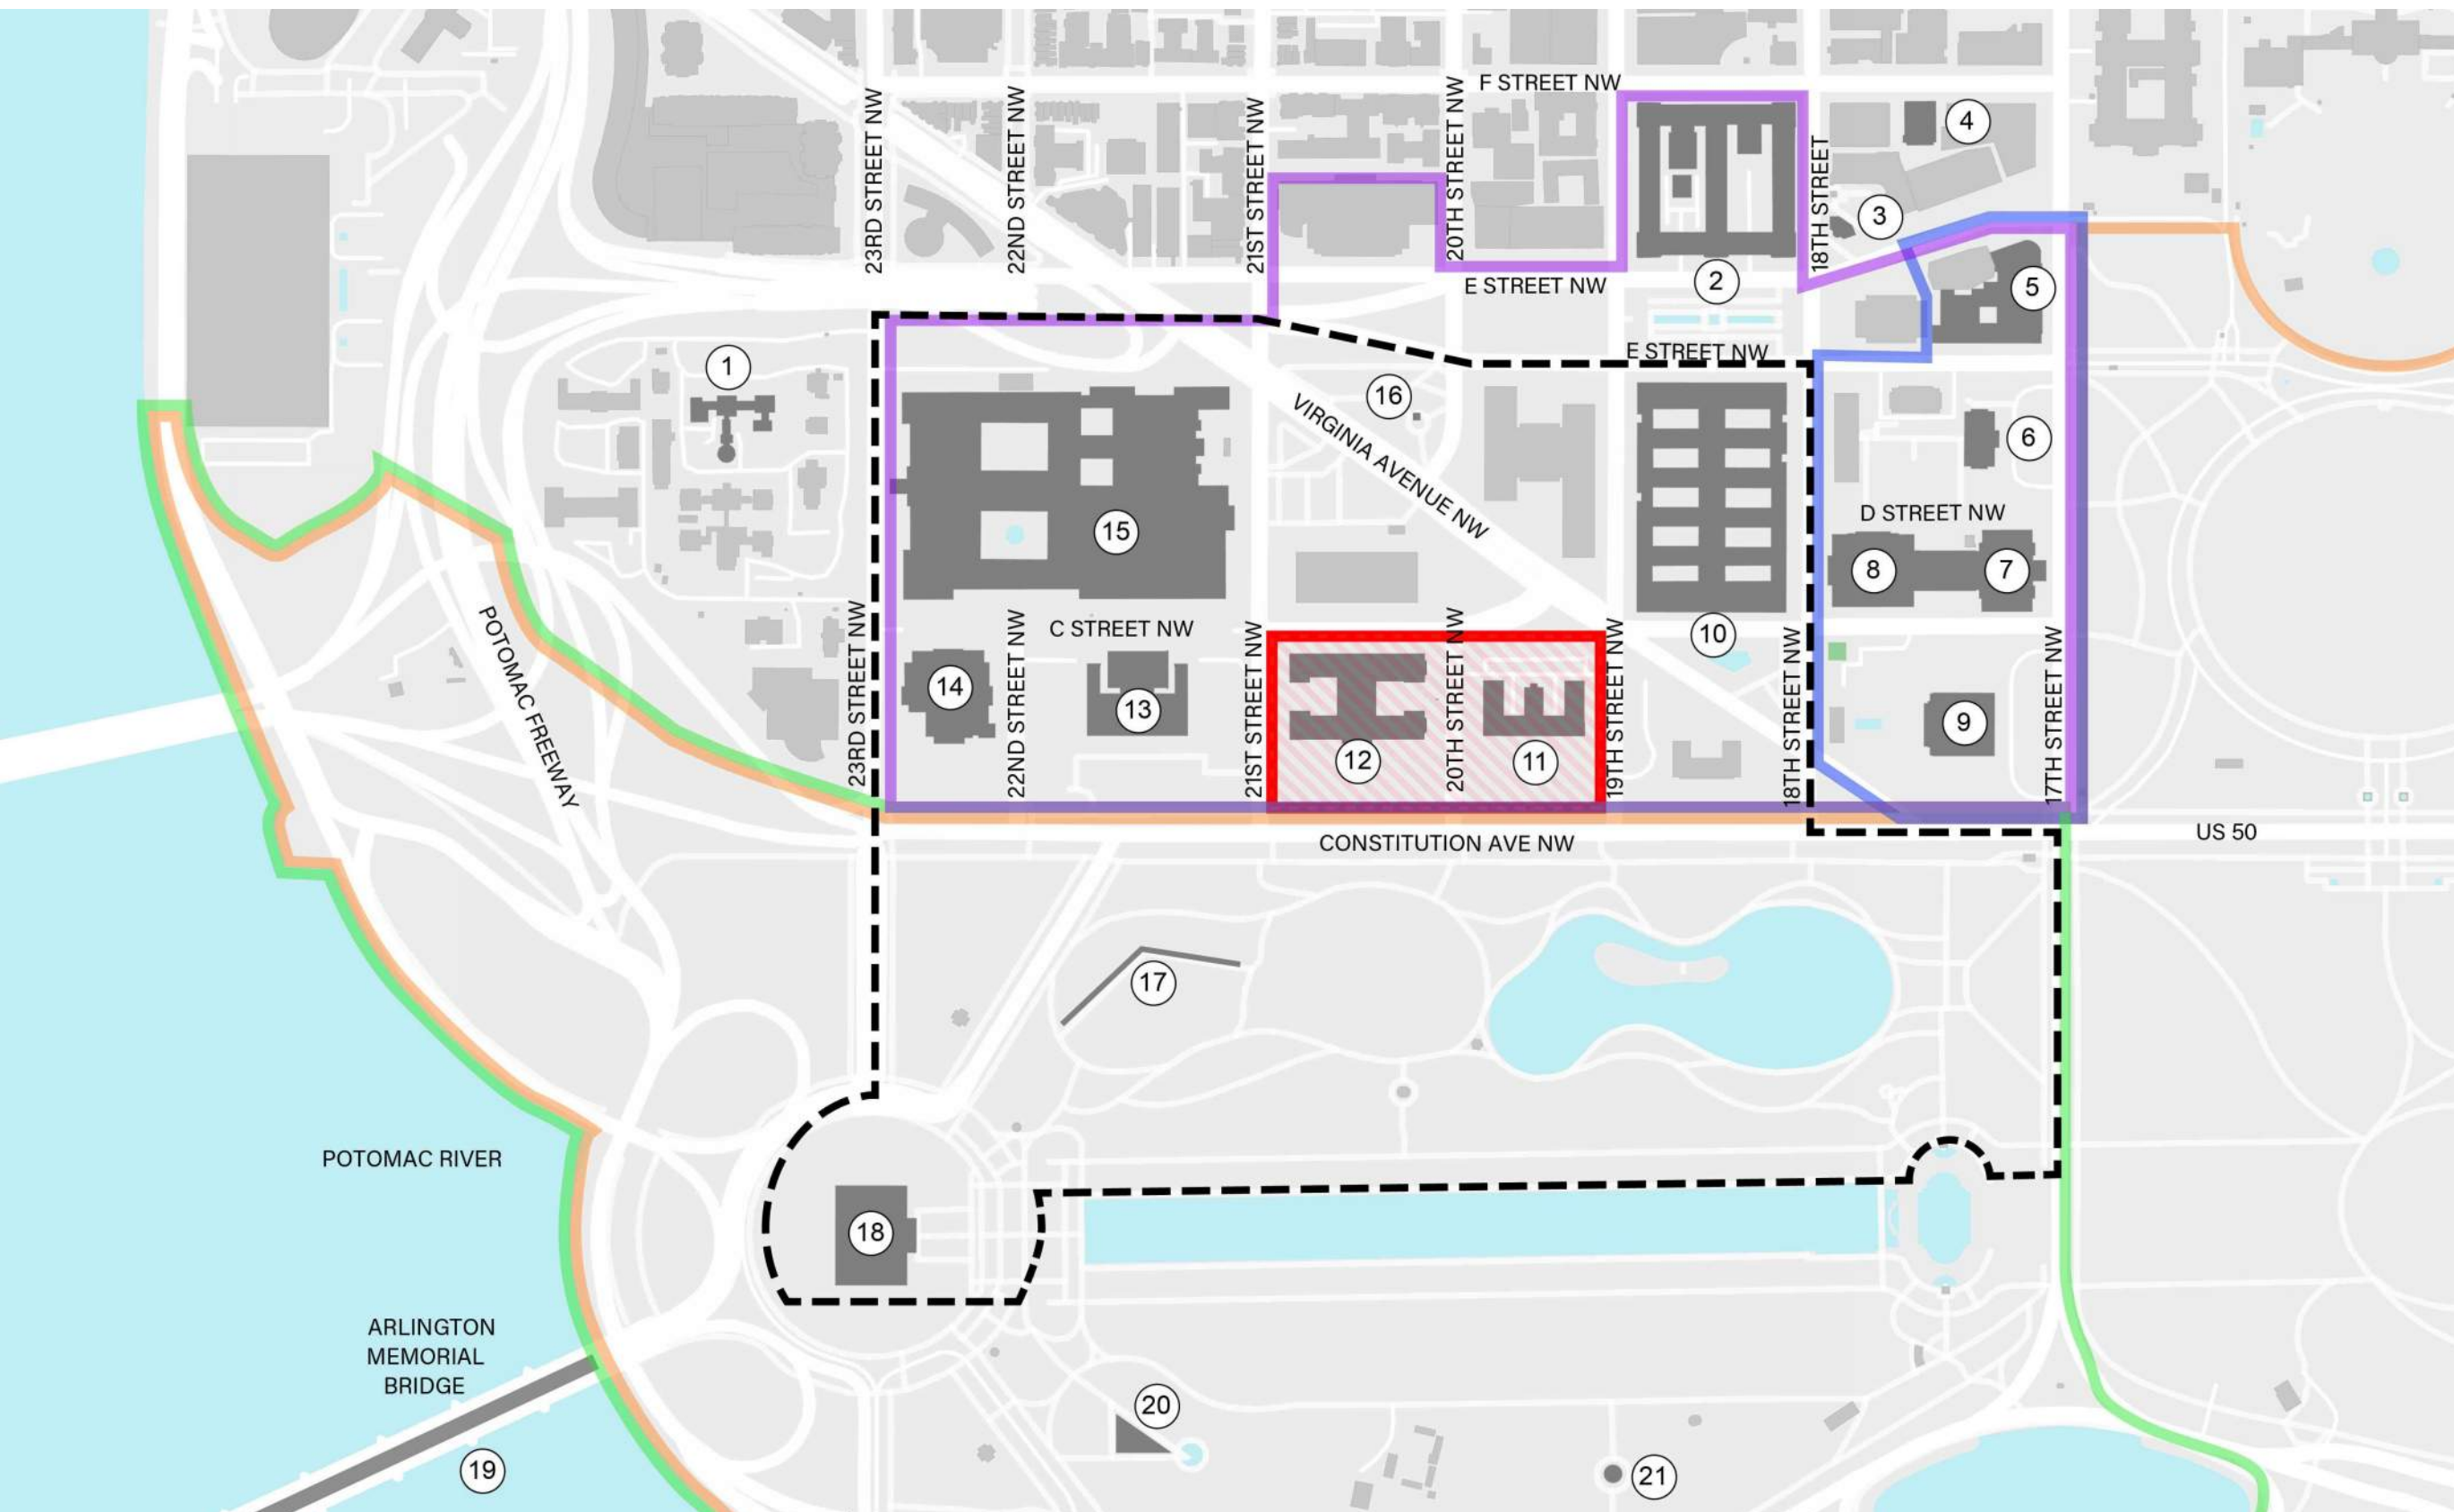 F STREET NW
23RD STREET NW
22ND STREET NW
21ST STREET NW
20TH STREET NW
18TH STREET
4
3
2
5
E STREET NW
E STREET NW
1
16
VIRGINIA AVENUE NW
6
15
D STREET NW
8
7
C STREET NW
10
POTOMAC FREEWAY
23RD STREET NW
14
22ND STREET NW
13
21ST STREET NW
12
20TH STREET NW
11
19TH STREET NW
18TH STREET NW
9
17TH STREET NW
CONSTITUTION AVE NW
US 50
17
POTOMAC RIVER
18
ARLINGTON
MEMORIAL
BRIDGE
19
20
21